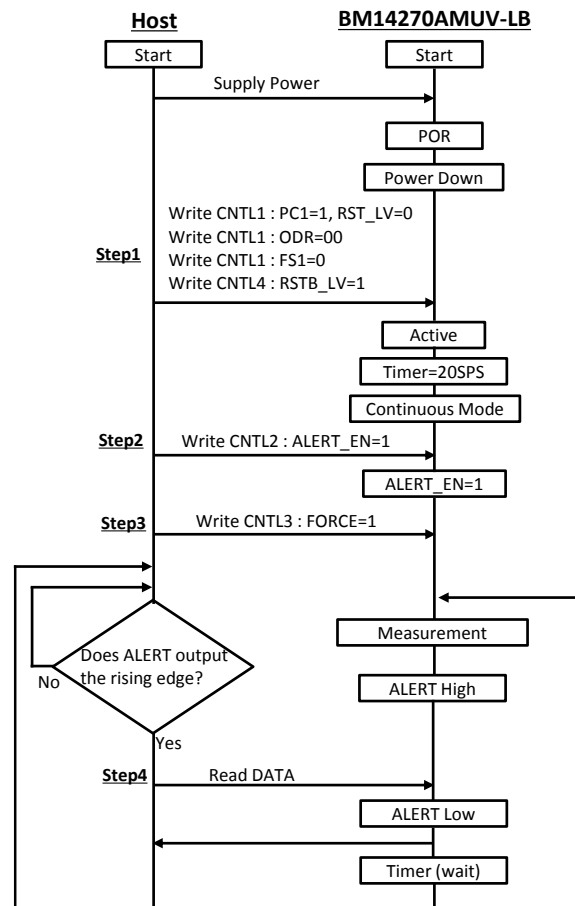 Host
BM14270AMUV-LB
Start
Start
Supply Power
POR
Power Down
Write CNTL1 : PC1=1, RST_LV=0
Write CNTL1 : ODR=00
Step1
Write CNTL1 : FS1=0
Write CNTL4 : RSTB_LV=1
Active
Timer=20SPS
Continuous Mode
Step2
Write CNTL2 : ALERT_EN=1
ALERT_EN=1
Step3
Write CNTL3 : FORCE=1
Measurement
Does ALERT output
the rising edge?
No
ALERT High
Yes
Step4
Read DATA
ALERT Low
Timer (wait)